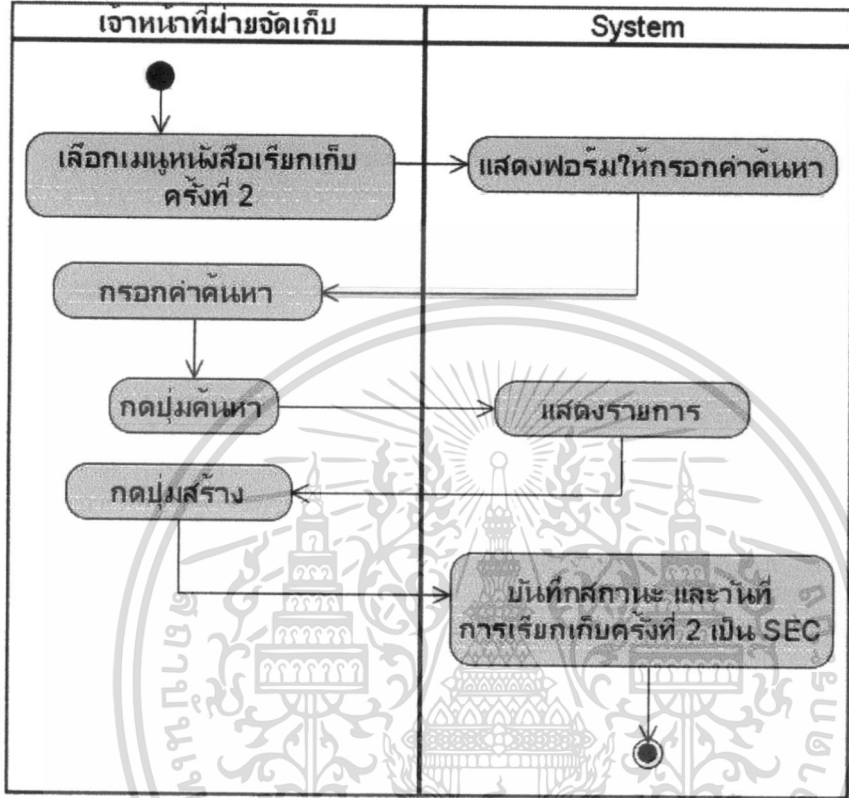 เจ้าหน้าที่ฝ่ายจัดเก็บ
System
เลือกเมนูหนังสือเรียกเก็บ
ครั้งที่ 2
แสดงฟอร์มให้กรอกค่าค้นหา
กรอกค่าค้นหา
กดปุ่มค้นหา
แสดงรายการ
กดปุ่มสร้าง
บันทึกสถานะ และวันที่
การเรียกเก็บครั้งที่ 2 เป็น SEC